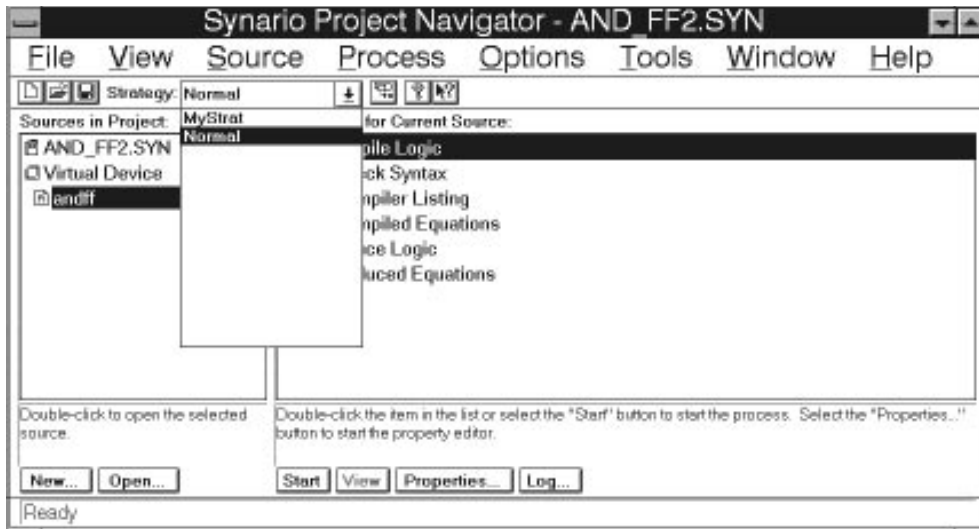 Synario Project Navigator - AND_FF2.SYN
File View Source Process Options Tools Window Help
Strategy: Normal
Sources in Project: MyStrat for Current Source:
Normal
AND_FF2.SYN pile Logic
Virtual Device ck Syntax
andff mpiler Listing
mpiled Equations
ice Logic
luced Equations
Double-click to open the selected source.
Double-click the item in the list or select the "Start" button to start the process. Select the "Properties..." button to start the property editor.
New... Open... Start View Properties... Log...
Ready